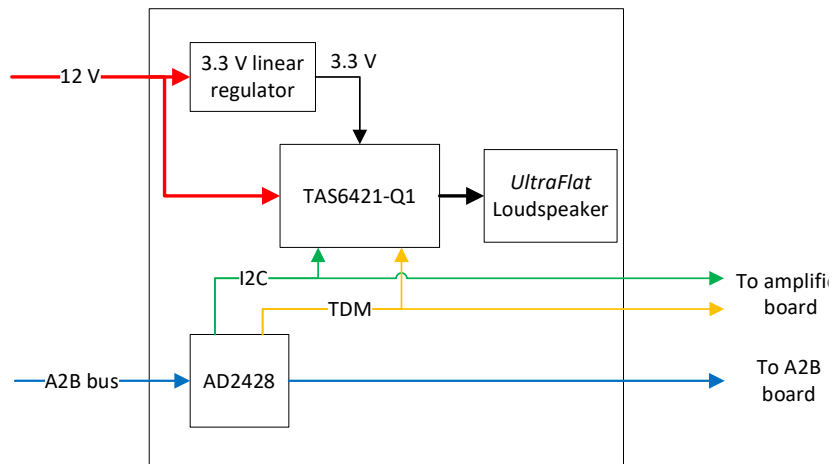 12 V
3.3 V linear
regulator
3.3 V
TAS6421-Q1
UltraFlat
Loudspeaker
I2C
TDM
To amplifi
board
A2B bus
AD2428
To A2B
board